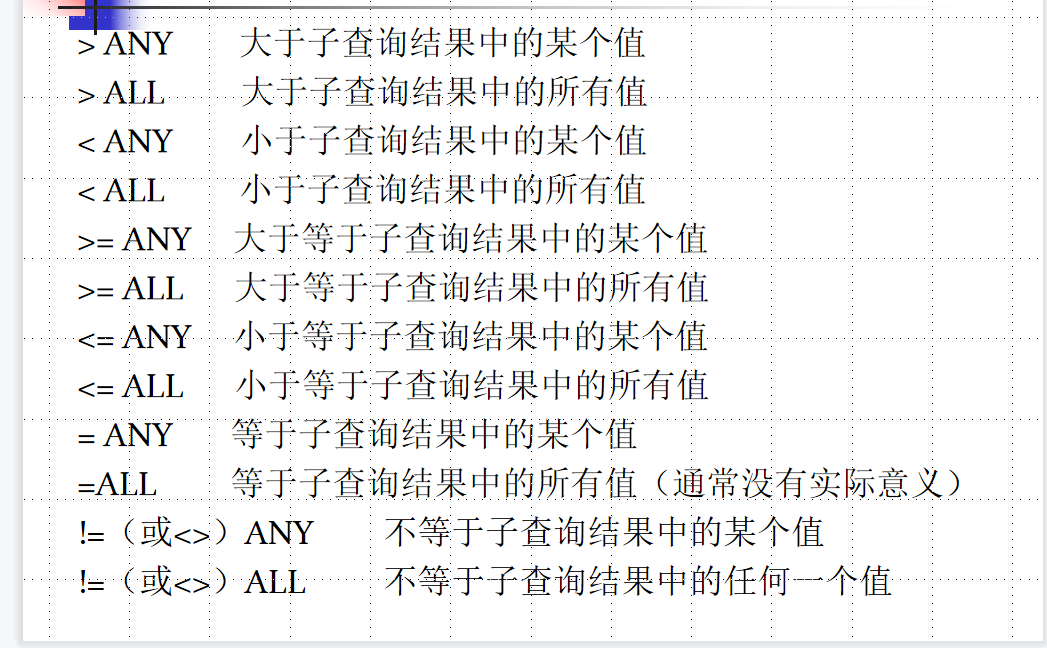 > ANY 大于子查询结果中的某个值
> ALL 大于子查询结果中的所有值
< ANY 小于子查询结果中的某个值
< ALL 小于子查询结果中的所有值
>= ANY 大于等于子查询结果中的某个值
>= ALL 大于等于子查询结果中的所有值
<= ANY 小于等于子查询结果中的某个值
<= ALL 小于等于子查询结果中的所有值
= ANY 等于子查询结果中的某个值
=ALL 等于子查询结果中的所有值（通常没有实际意义）
!=（或<>）ANY 不等于子查询结果中的某个值
!=（或<>）ALL 不等于子查询结果中的任何一个值